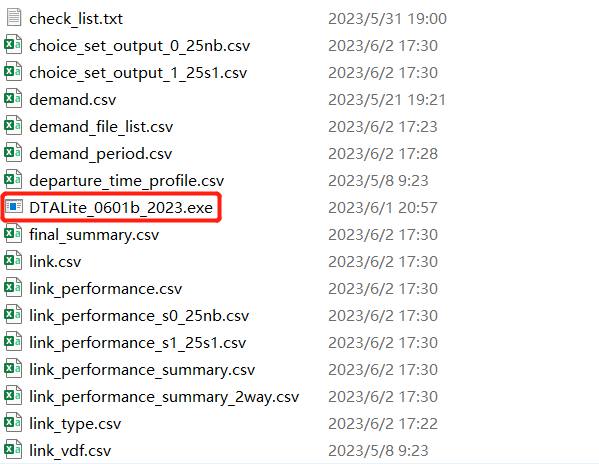 check_list.txt 2023/5/31 19:00
choice_set_output_0_25nb.csv 2023/6/2 17:30
choice_set_output_1_25s1.csv 2023/6/2 17:30
demand.csv 2023/5/21 19:21
demand_file_list.csv 2023/6/2 17:23
demand_period.csv 2023/6/2 17:28
departure_time_profile.csv 2023/5/8 9:23
DTALite_0601b_2023.exe 2023/6/1 20:57
final_summary.csv 2023/6/2 17:30
link.csv 2023/6/2 17:30
link_performance.csv 2023/6/2 17:30
link_performance_s0_25nb.csv 2023/6/2 17:30
link_performance_s1_25s1.csv 2023/6/2 17:30
link_performance_summary.csv 2023/6/2 17:30
link_performance_summary_2way.csv 2023/6/2 17:30
link_type.csv 2023/6/2 17:22
link_vdf.csv 2023/5/8 9:23